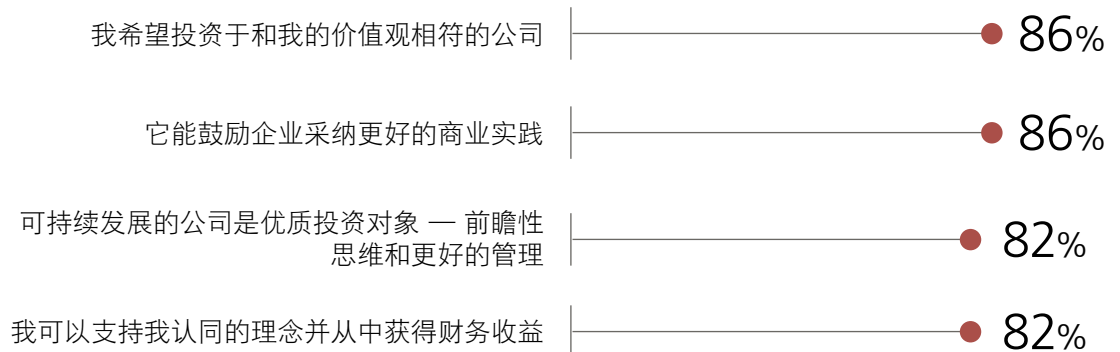 我希望投资于和我的价值观相符的公司 86%
它能鼓励企业采纳更好的商业实践 86%
可持续发展的公司是优质投资对象 — 前瞻性
思维和更好的管理 82%
我可以支持我认同的理念并从中获得财务收益 82%